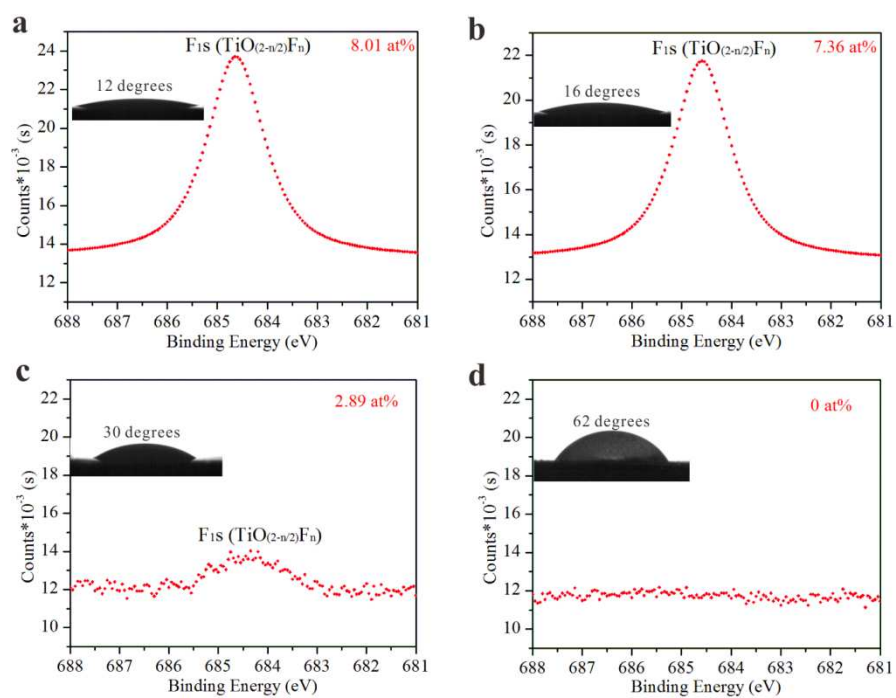 a
F1s (TiO(2-n/2)Fn)
8.01 at%
12 degrees
24
22
20
18
16
14
12
Counts*10-3 (s)
688 687 686 685 684 683 682 681
Binding Energy (eV)
b
F1s (TiO(2-n/2)Fn)
7.36 at%
16 degrees
22
20
18
16
14
12
Counts*10-3 (s)
688 687 686 685 684 683 682 681
Binding Energy (eV)
c
2.89 at%
30 degrees
F1s (TiO(2-n/2)Fn)
22
20
18
16
14
12
10
Counts*10-3 (s)
688 687 686 685 684 683 682 681
Binding Energy (eV)
d
0 at%
62 degrees
22
20
18
16
14
12
10
Counts*10-3 (s)
688 687 686 685 684 683 682 681
Binding Energy (eV)